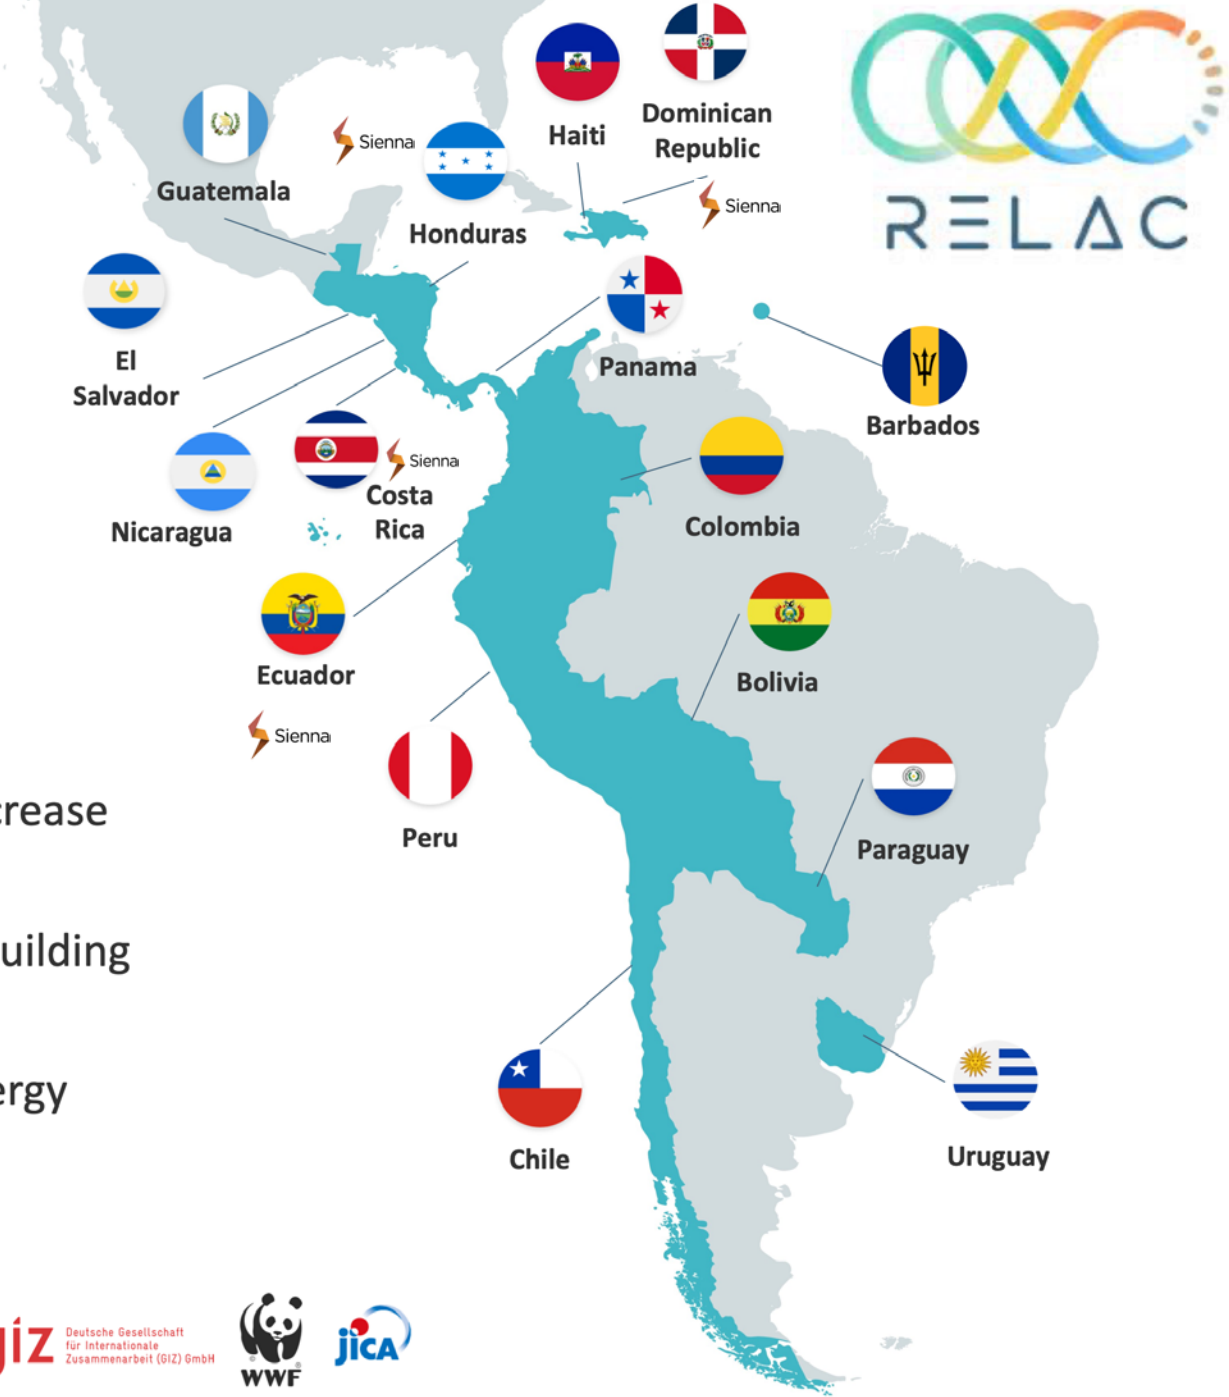 Haiti
Dominican
Republic
RELAC
Guatemala
Sienna
Honduras
Sienna
El
Salvador
Panama
Barbados
Nicaragua
Sienna
Costa
Rica
Colombia
Ecuador
Bolivia
Sienna
Peru
crease
Paraguay
uilding
ergy
Chile
Uruguay
giz
Deutsche Gesellschaft
für Internationale
Zusammenarbeit (GIZ) GmbH
WWF
jICA